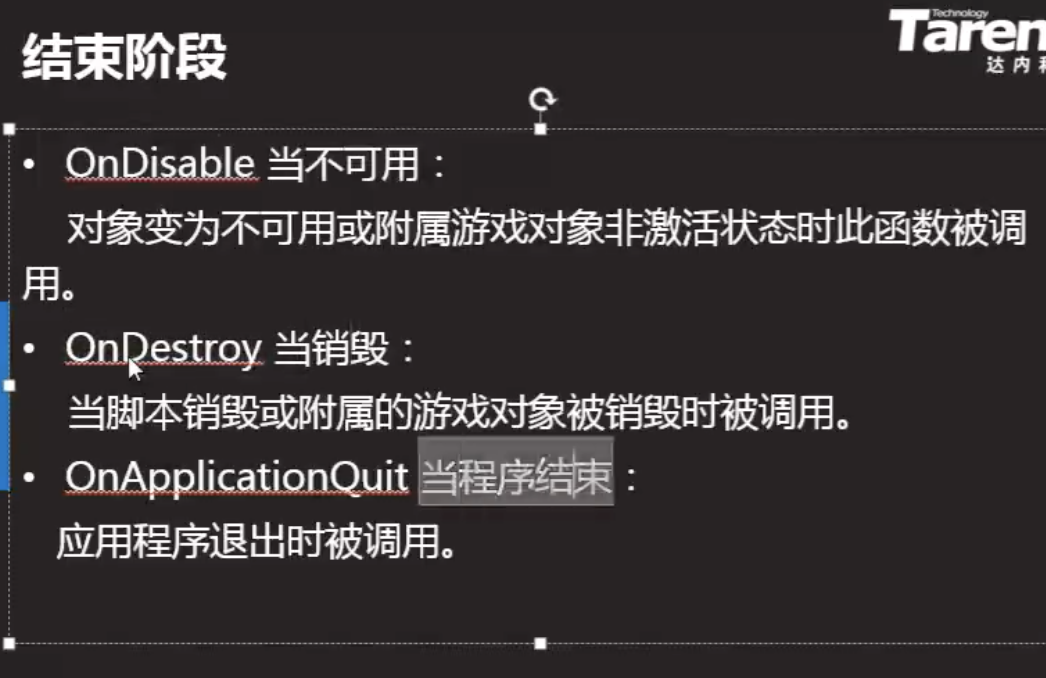 结束阶段
Technology
Taren
达内科
• OnDisable 当不可用：
对象变为不可用或附属游戏对象非激活状态时此函数被调
用。
• OnDestroy 当销毁：
当脚本销毁或附属的游戏对象被销毁时被调用。
• OnApplicationQuit 当程序结束：
应用程序退出时被调用。